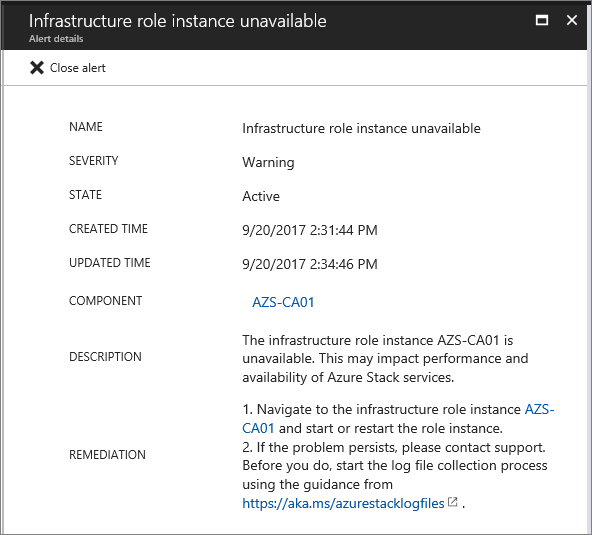 Infrastructure role instance unavailable
Alert details
Close alert
NAME Infrastructure role instance unavailable
SEVERITY Warning
STATE Active
CREATED TIME 9/20/2017 2:31:44 PM
UPDATED TIME 9/20/2017 2:34:46 PM
COMPONENT AZS-CA01
DESCRIPTION
The infrastructure role instance AZS-CA01 is
unavailable. This may impact performance and
availability of Azure Stack services.
REMEDIATION
1. Navigate to the infrastructure role instance AZS-
CA01 and start or restart the role instance.
2. If the problem persists, please contact support.
Before you do, start the log file collection process
using the guidance from
https://aka.ms/azurestacklogfiles .